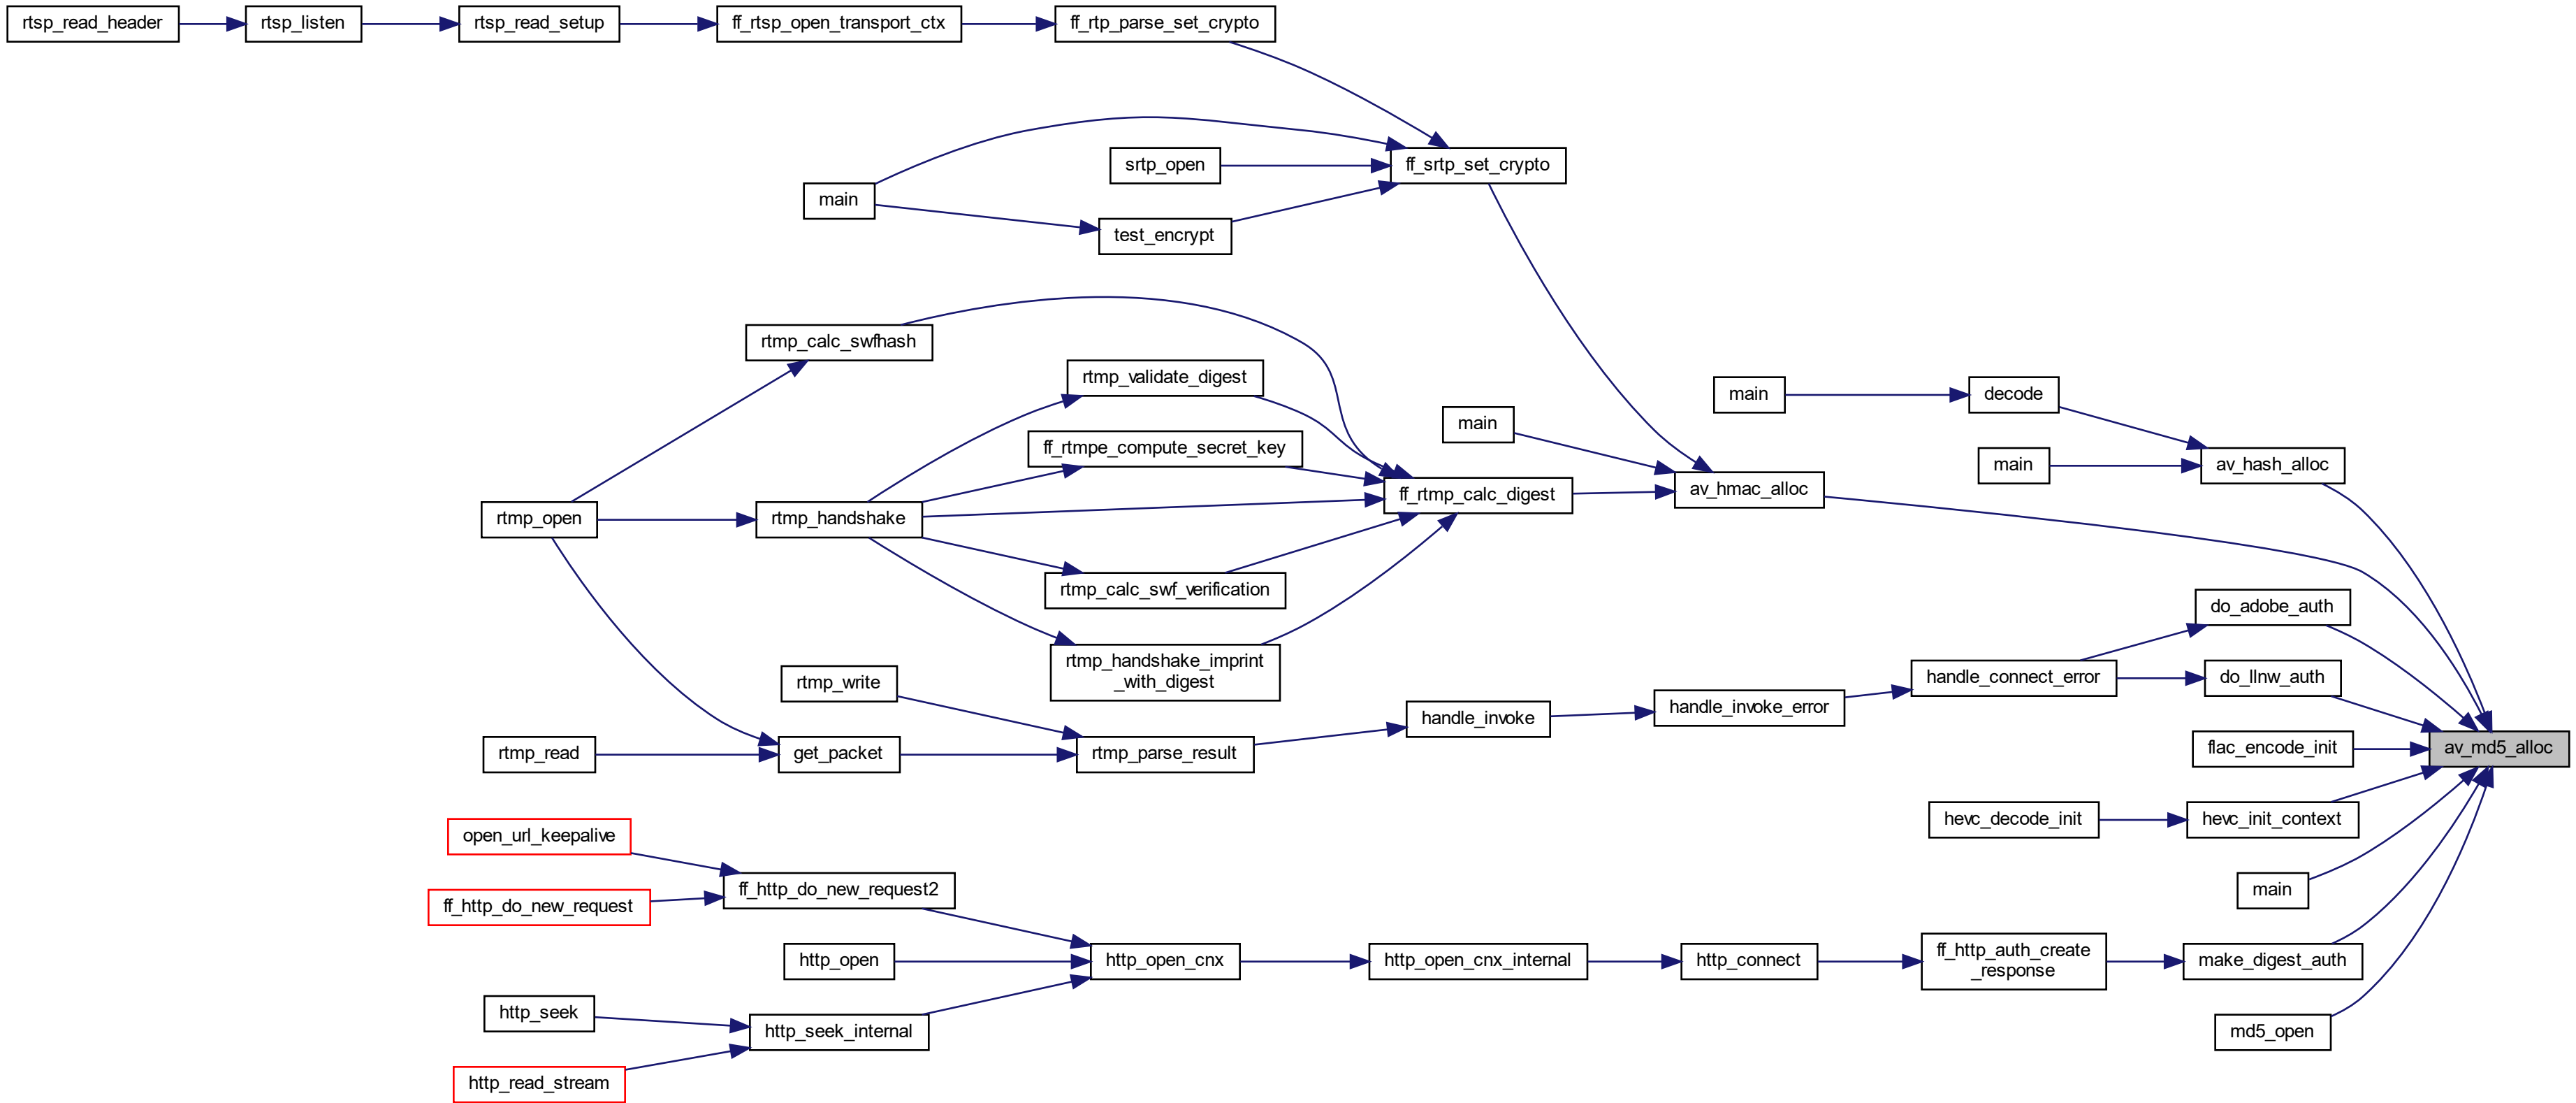 rtsp_read_header
rtsp_listen
rtsp_read_setup
ff_rtsp_open_transport_ctx
ff_rtp_parse_set_crypto
srtp_open
ff_srtp_set_crypto
main
test_encrypt
rtmp_calc_swfhash
rtmp_validate_digest
main
decode
main
ff_rtmpe_compute_secret_key
main
av_hash_alloc
ff_rtmp_calc_digest
av_hmac_alloc
rtmp_open
rtmp_handshake
rtmp_calc_swf_verification
do_adobe_auth
rtmp_handshake_imprint
_with_digest
rtmp_write
handle_connect_error
do_llnw_auth
handle_invoke
handle_invoke_error
rtmp_read
get_packet
rtmp_parse_result
flac_encode_init
av_md5_alloc
open_url_keepalive
hevc_decode_init
hevc_init_context
ff_http_do_new_request2
main
ff_http_do_new_request
http_open
http_open_cnx
http_open_cnx_internal
http_connect
ff_http_auth_create
_response
make_digest_auth
http_seek
http_seek_internal
md5_open
http_read_stream